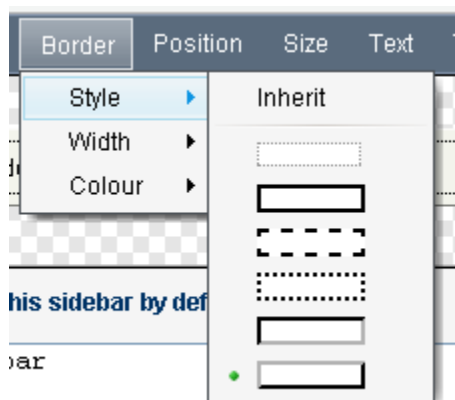 Border Position Size Text
Style Inherit
Width
Colour
his sidebar by def
bar